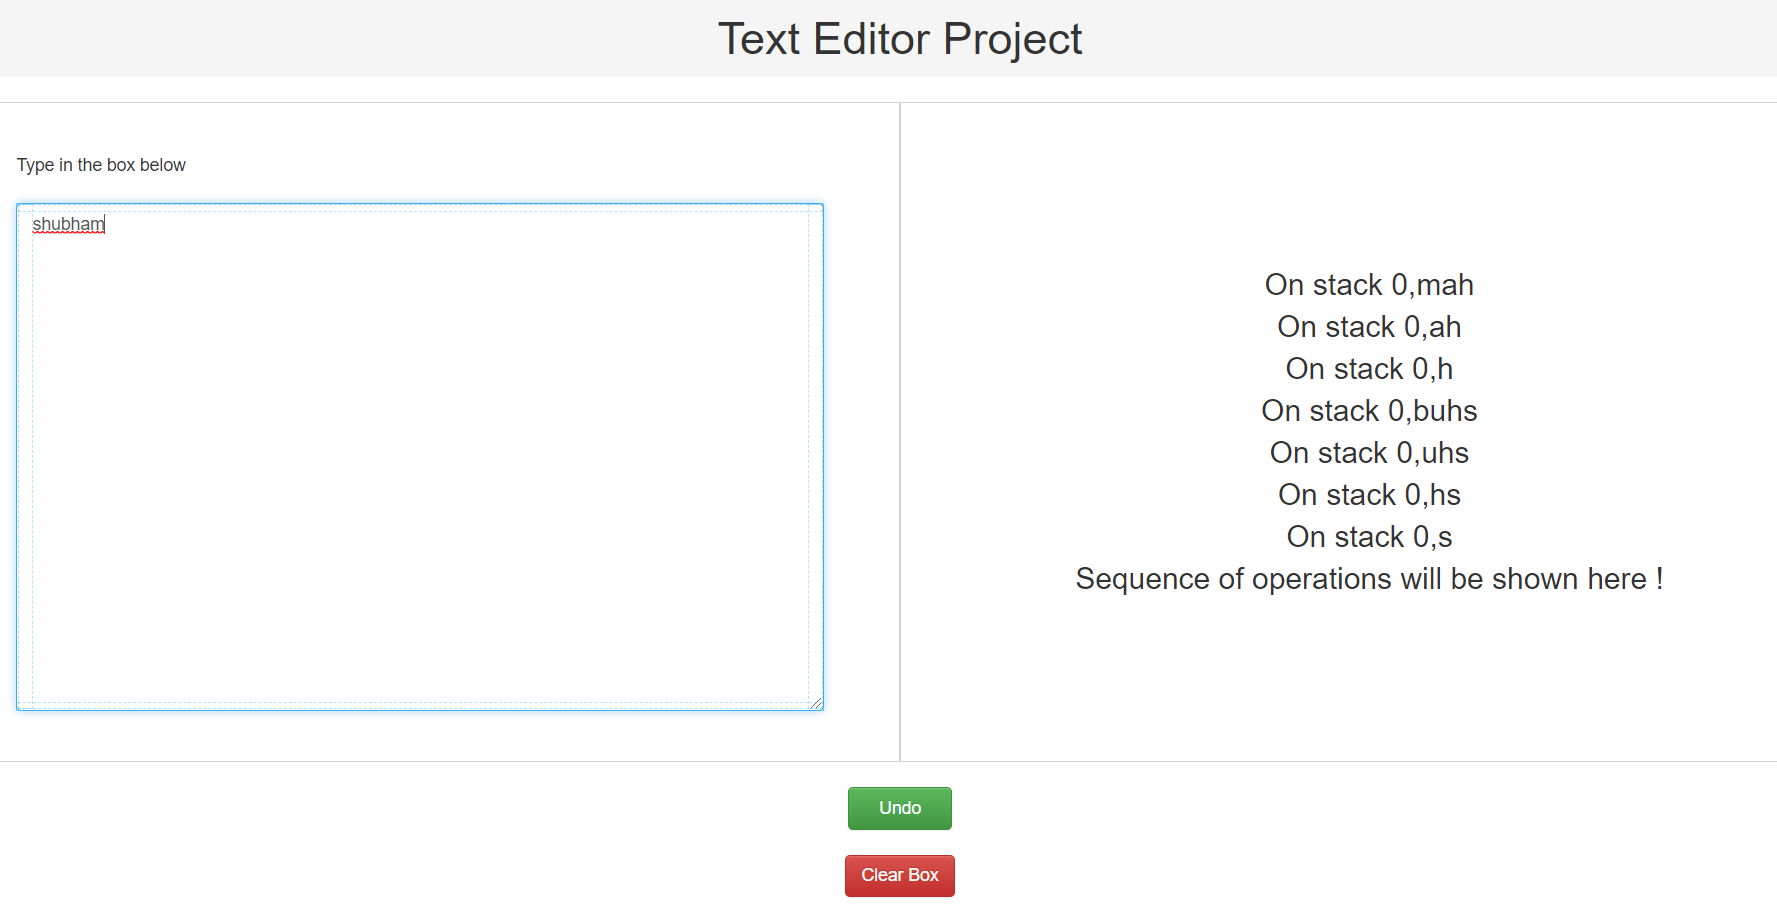 Text Editor Project
Type in the box below
shubham
On stack 0,mah
On stack 0,ah
On stack 0,h
On stack 0,buhs
On stack 0,uhs
On stack 0,hs
On stack 0,s
Sequence of operations will be shown here !
Undo
Clear Box